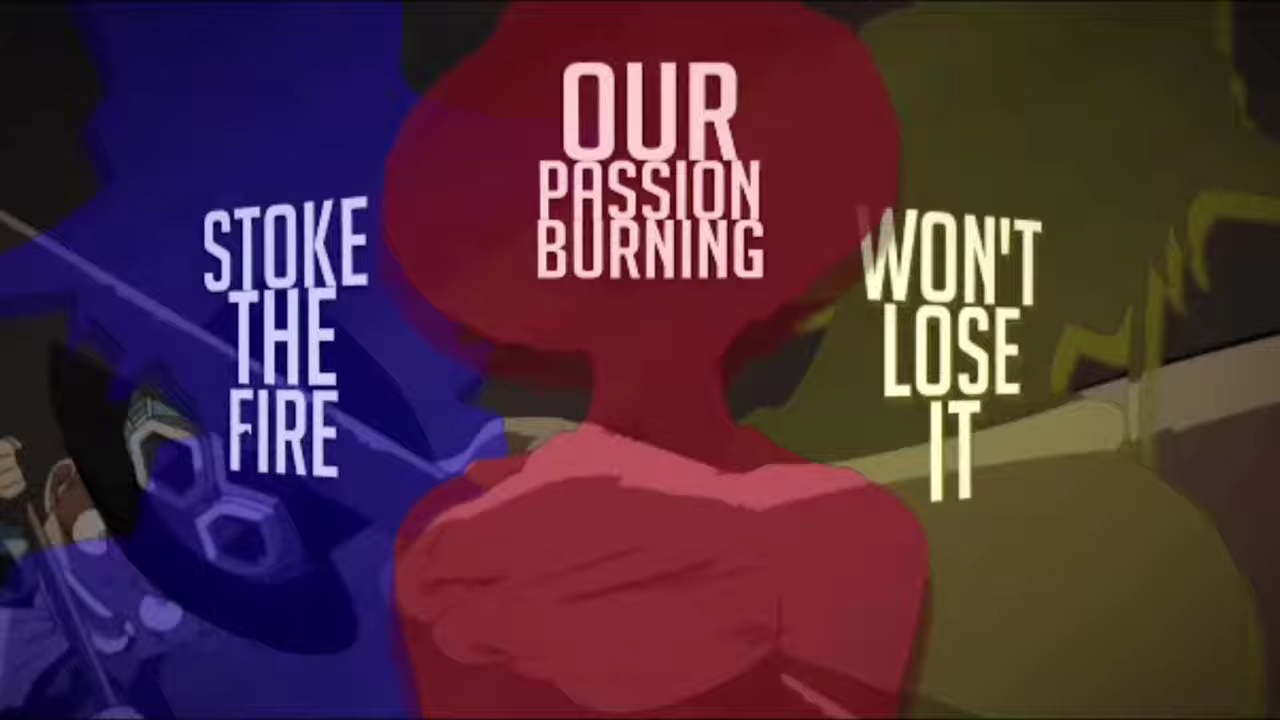 STOKE
THE
FIRE
OUR
PASSION
BURNING
WON'T
LOSE
IT